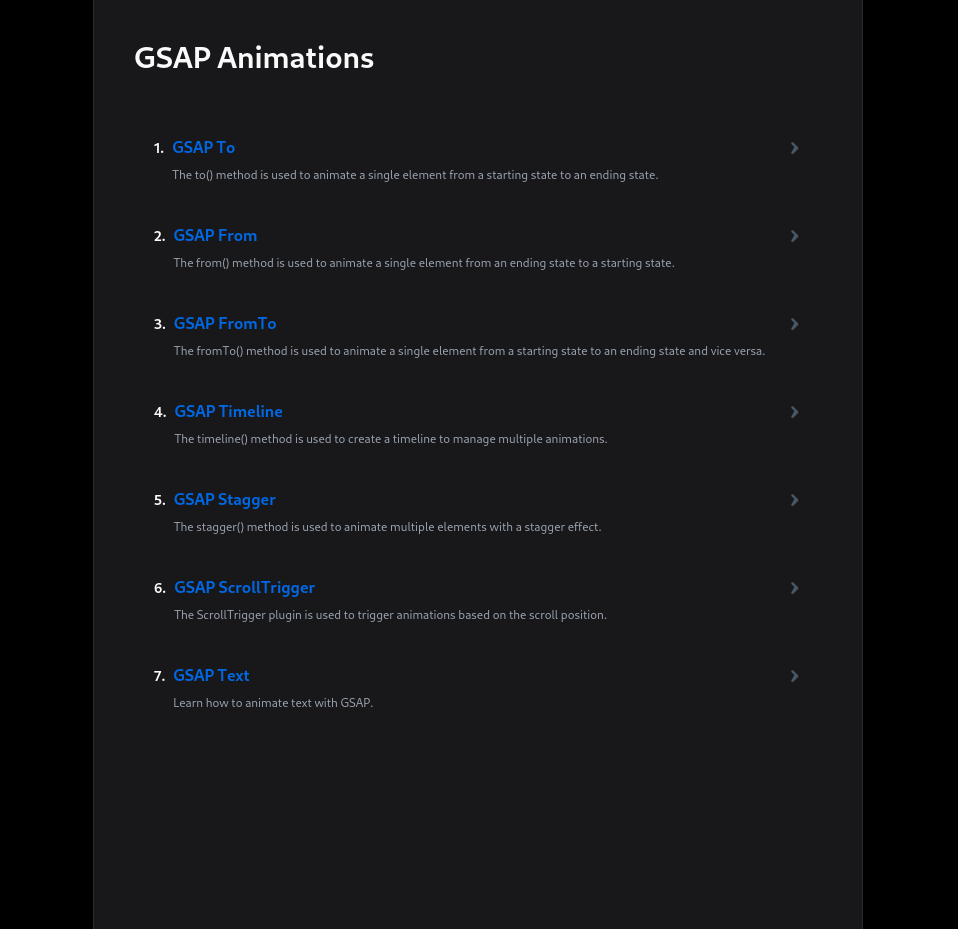 GSAP Animations
1. GSAP To
The to() method is used to animate a single element from a starting state to an ending state.
2. GSAP From
The from() method is used to animate a single element from an ending state to a starting state.
3. GSAP FromTo
The fromTo() method is used to animate a single element from a starting state to an ending state and vice versa.
4. GSAP Timeline
The timeline() method is used to create a timeline to manage multiple animations.
5. GSAP Stagger
The stagger() method is used to animate multiple elements with a stagger effect.
6. GSAP ScrollTrigger
The ScrollTrigger plugin is used to trigger animations based on the scroll position.
7. GSAP Text
Learn how to animate text with GSAP.